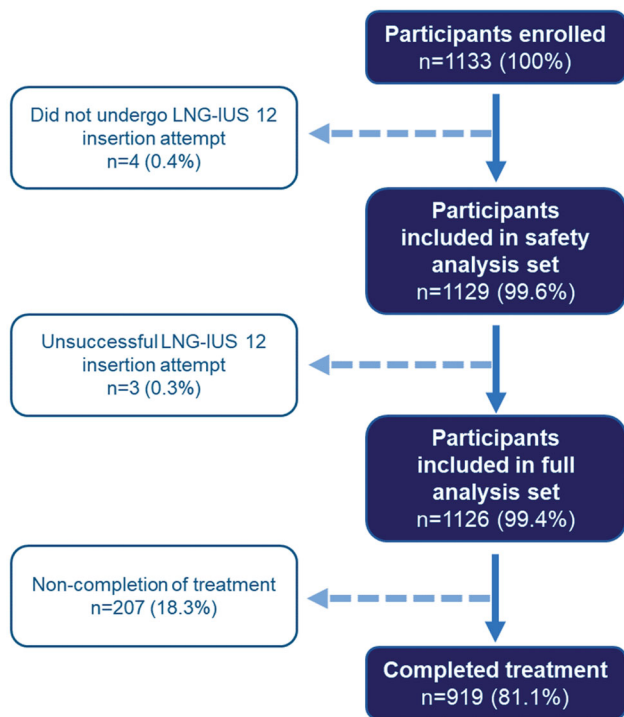 Participants enrolled
n=1133 (100%)
Did not undergo LNG-IUS 12
insertion attempt
n=4 (0.4%)
Participants
included in safety
analysis set
n=1129 (99.6%)
Unsuccessful LNG-IUS 12
insertion attempt
n=3 (0.3%)
Participants
included in full
analysis set
n=1126 (99.4%)
Non-completion of treatment
n=207 (18.3%)
Completed treatment
n=919 (81.1%)